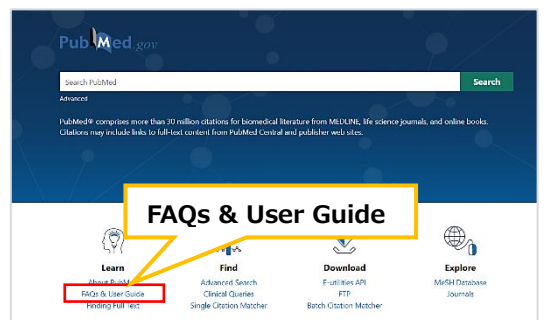 PubMed.gov
Search PubMed
Search
Advanced
PubMed® comprises more than 30 million citations for biomedical literature from MEDLINE, life science journals, and online books.
Citations may include links to full-text content from PubMed Central and publisher web sites.
FAQs & User Guide
Learn
About PubMed
FAQs & User Guide
Finding Full Text
Find
Advanced Search
Clinical Queries
Single Citation Matcher
Download
E-utilities API
FTP
Batch Citation Matcher
Explore
MeSH Database
Journals